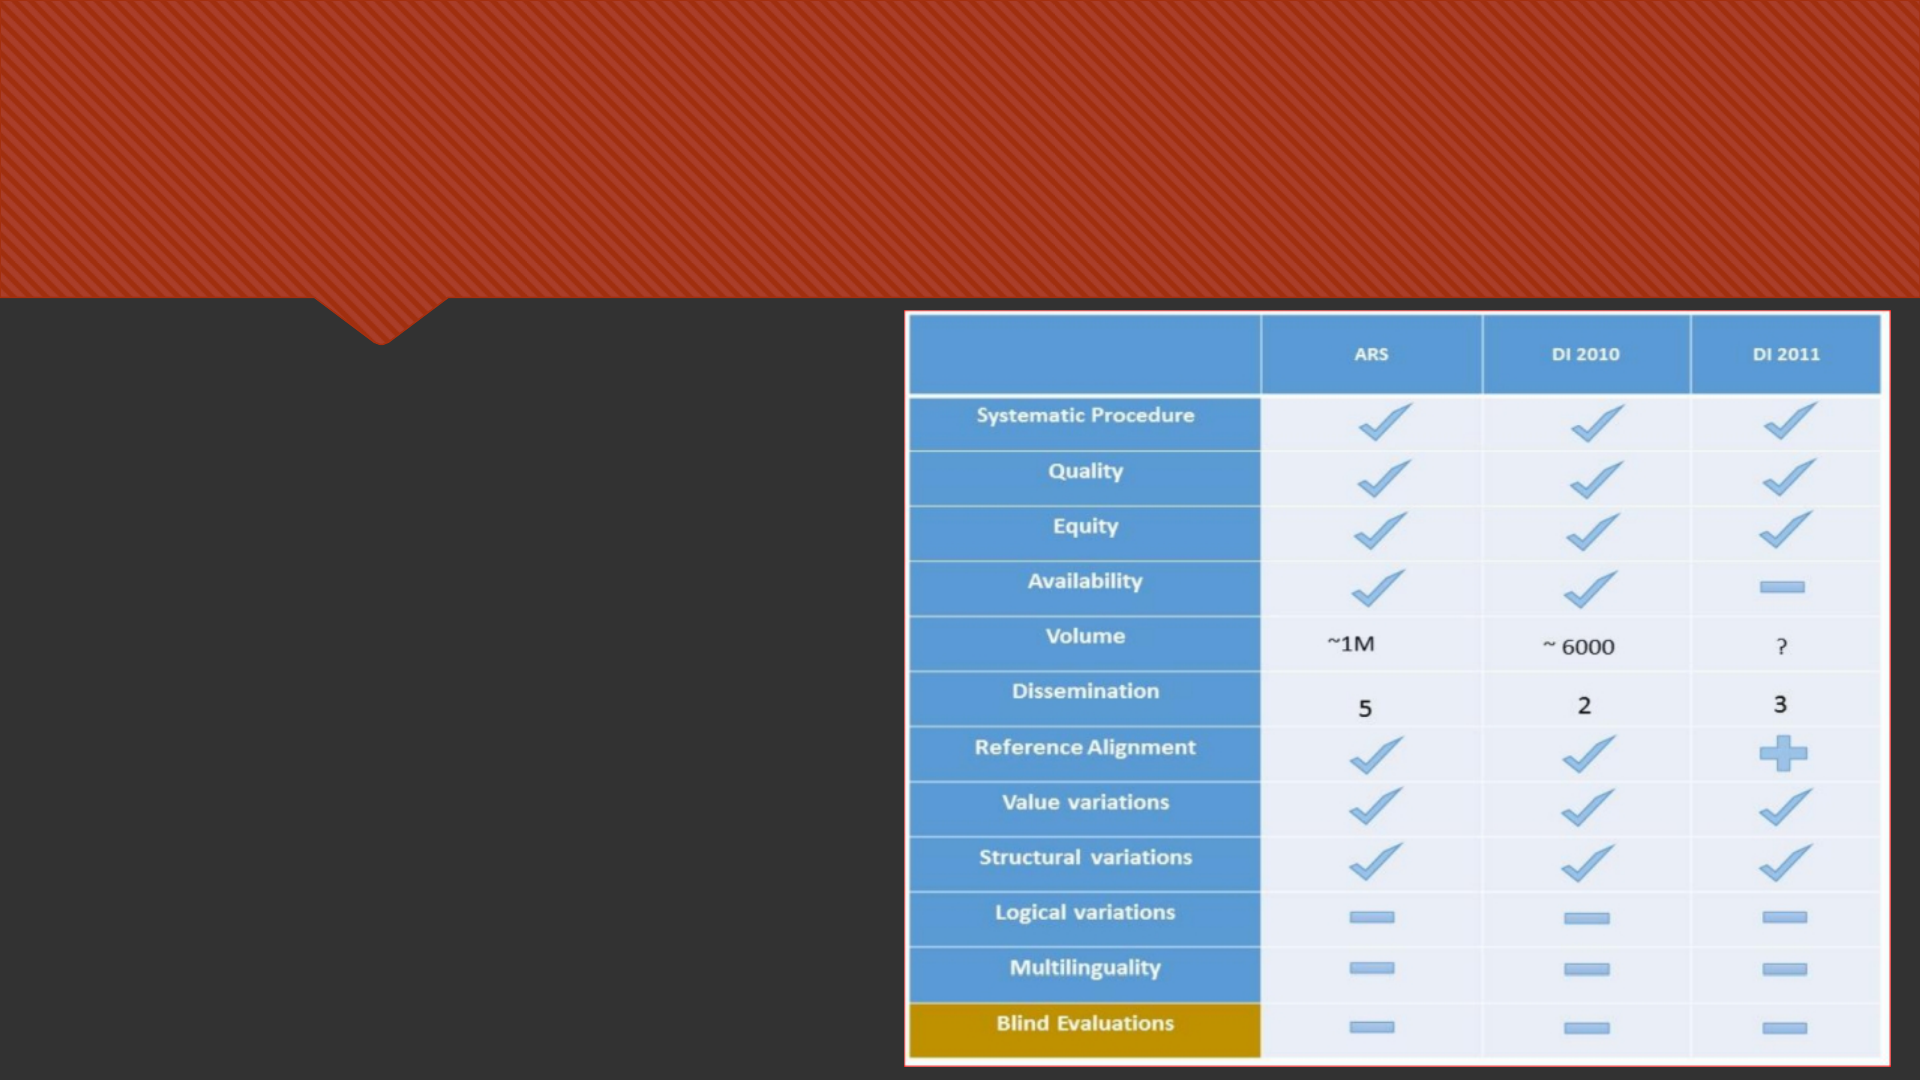 ARS DI 2010 DI 2011
Systematic Procedure
Quality
Equity
Availability
Volume ~1M ~ 6000 ?
Dissemination 5 2 3
Reference Alignment
Value variations
Structural variations
Logical variations
Multilinguality
Blind Evaluations